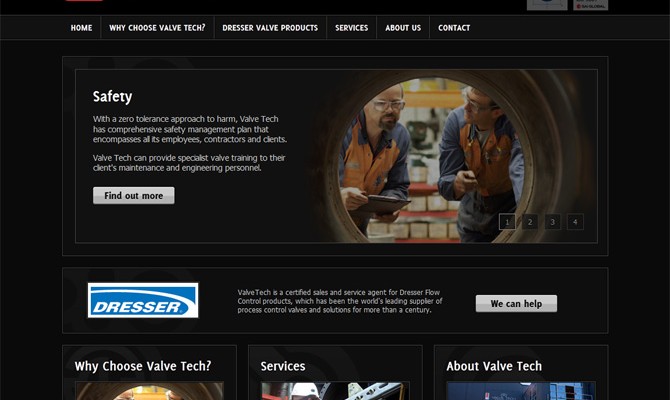 HOME
WHY CHOOSE VALVE TECH?
DRESSER VALVE PRODUCTS
SERVICES
ABOUT US
CONTACT
Safety
With a zero tolerance approach to harm, Valve Tech
has comprehensive safety management plan that
encompasses all its employees, contractors and clients.
Valve Tech can provide specialist valve training to their
client's maintenance and engineering personnel.
Find out more
1 2 3 4
DRESSER
ValveTech is a certified sales and service agent for Dresser Flow
Control products, which has been the world's leading supplier of
process control valves and solutions for more than a century.
We can help
Why Choose Valve Tech?
Services
About Valve Tech